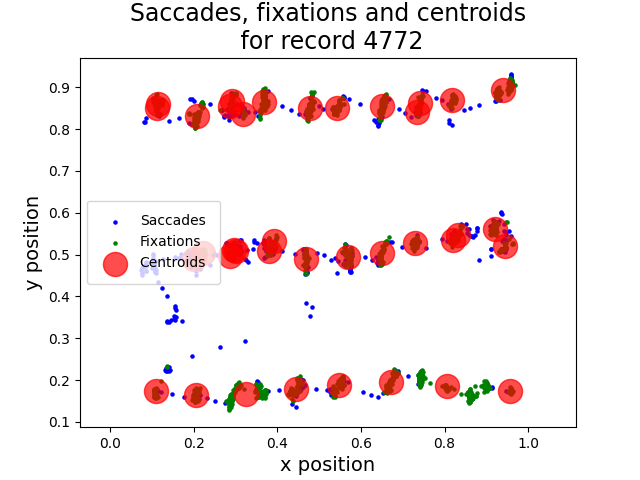 Saccades, fixations and centroids
for record 4772
0.9
0.8
0.7
0.6
0.5
0.4
0.3
0.2
0.1
y position
Saccades
Fixations
Centroids
0.0 0.2 0.4 0.6 0.8 1.0
x position